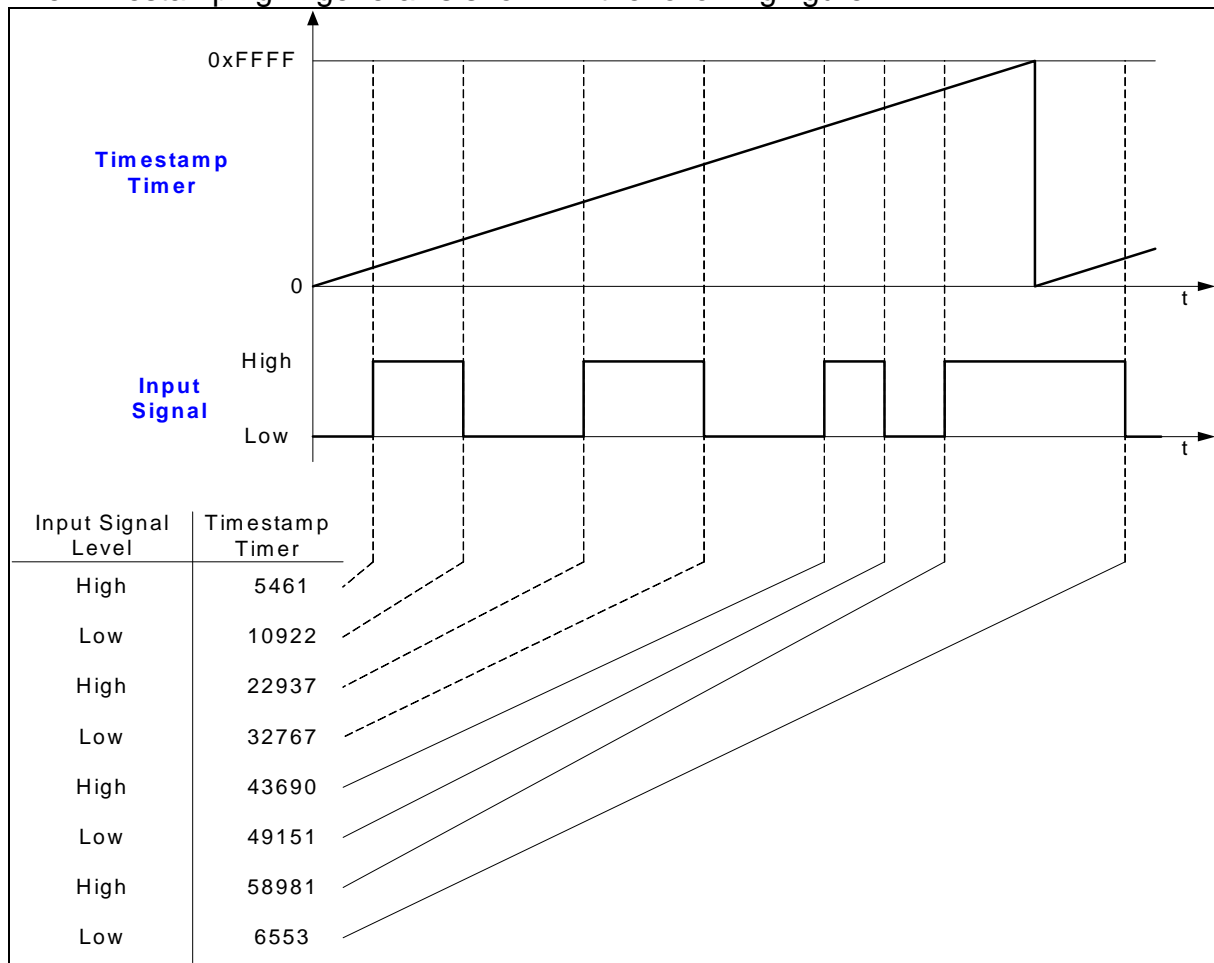 0xFFFF
Timestamp
Timer
0
t
High
Input
Signal
Low
t
Input Signal Timestamp
Level Timer
High 5461
Low 10922
High 22937
Low 32767
High 43690
Low 49151
High 58981
Low 6553